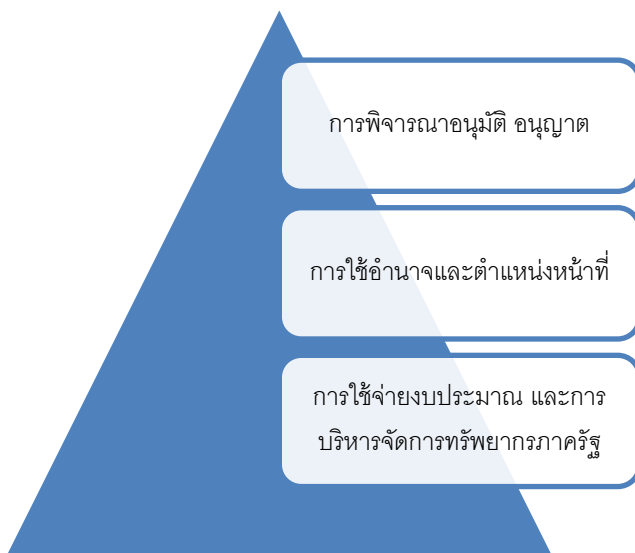 การพิจารณาอนุมัติ อนุญาต
การใช้อำนาจและตำแหน่งหน้าที่
การใช้จ่ายงบประมาณ และการ
บริหารจัดการทรัพยากรภาครัฐ